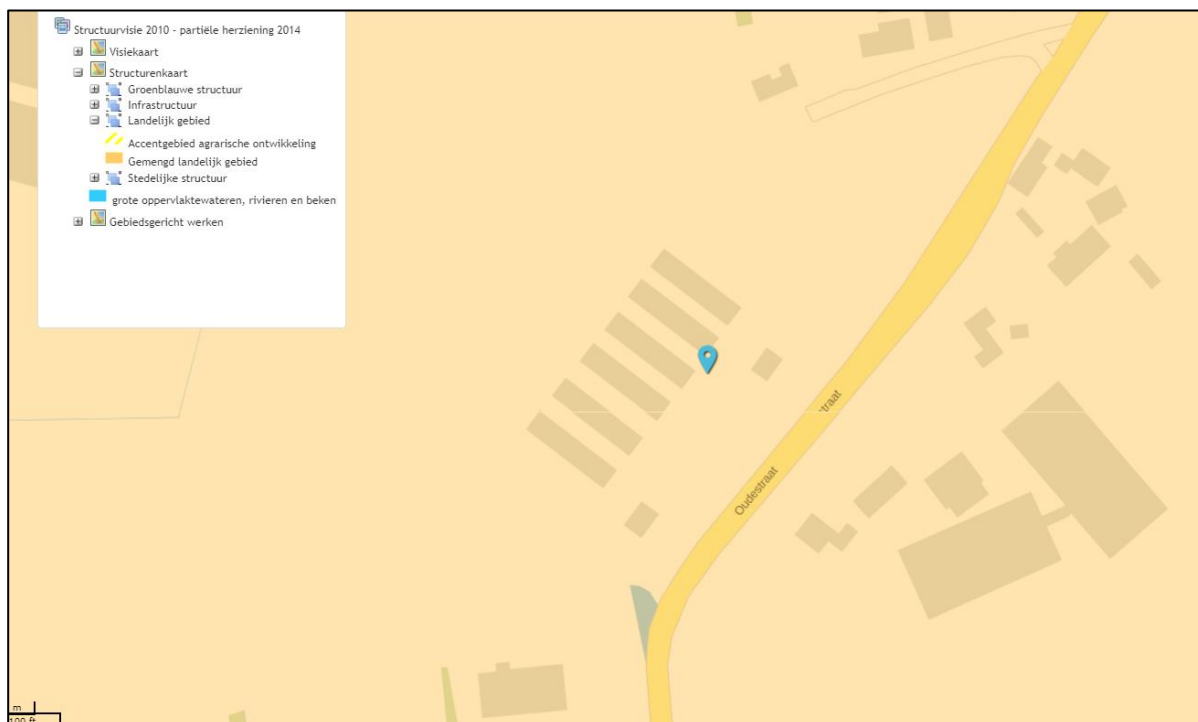 Structuurvisie 2010 - partiële herziening 2014
Visiekaart
Structurenkaart
Groenblauwe structuur
Infrastructuur
Landelijk gebied
Accentgebied agrarische ontwikkeling
Gemengd landelijk gebied
Stedelijke structuur
grote oppervlaktewateren, rivieren en beken
Gebiedsgericht werken
traat
Oudestraat
m
100 ft